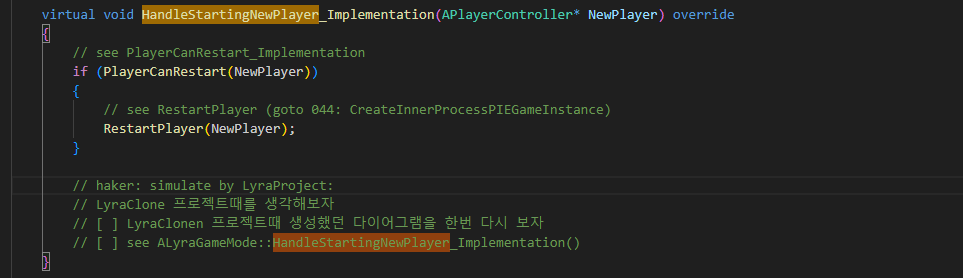 virtual void HandleStartingNewPlayer_Implementation(APlayerController* NewPlayer) override
{
// see PlayerCanRestart_Implementation
if (PlayerCanRestart(NewPlayer))
{
// see RestartPlayer (goto 044: CreateInnerProcessPIEGameInstance)
RestartPlayer(NewPlayer);
}
// haker: simulate by LyraProject:
// LyraClone 프로젝트때를 생각해보자
// [ ] LyraClonen 프로젝트때 생성했던 다이어그램을 한번 다시 보자
// [ ] see ALyraGameMode::HandleStartingNewPlayer_Implementation()
}